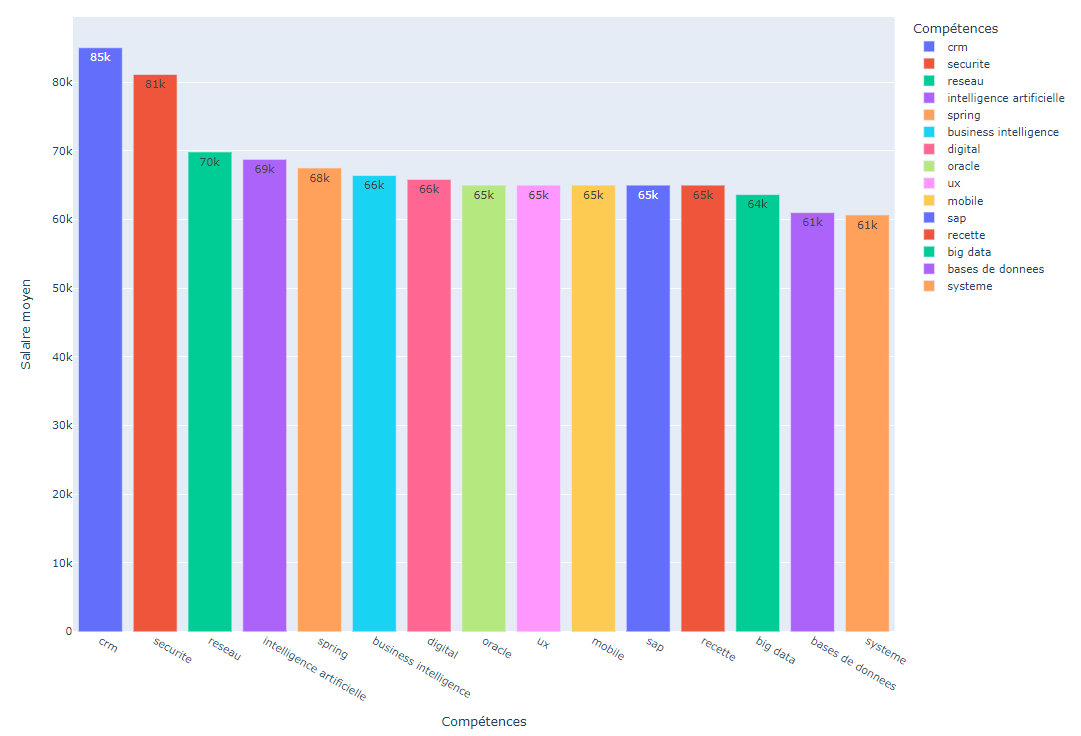 Compétences
crm
securite
reseau
intelligence artificielle
spring
business intelligence
digital
oracle
ux
mobile
sap
recette
big data
bases de donnees
systeme
85k
81k
70k
69k
68k
66k
66k
65k
65k
65k
65k
65k
64k
61k
61k
80k
70k
60k
50k
40k
30k
20k
10k
0
Salaire moyen
crm
securite
reseau
intelligence artificielle
spring
business intelligence
digital
oracle
ux
mobile
sap
recette
big data
bases de donnees
systeme
Compétences